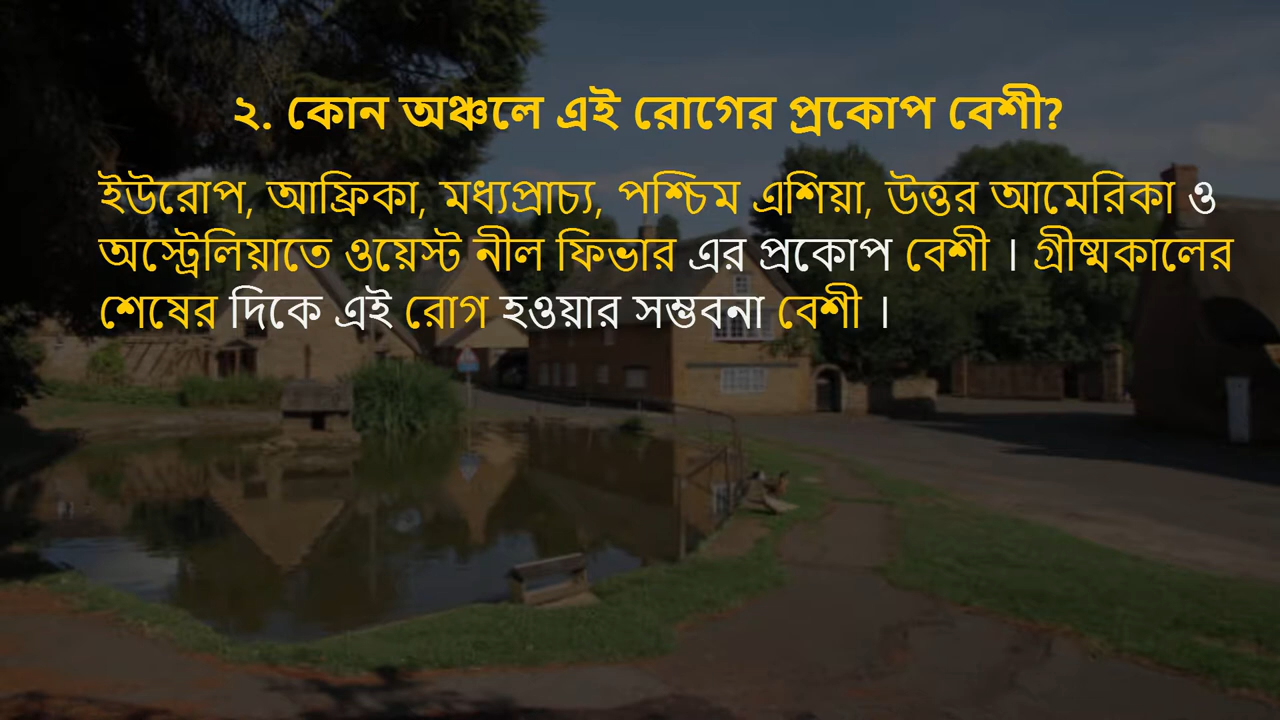 ২. কোন অঞ্চলে এই রোগের প্রকোপ বেশী?
ইউরোপ, আফ্রিকা, মধ্যপ্রাচ্য, পশ্চিম এশিয়া, উত্তর আমেরিকা ও
অস্ট্রেলিয়াতে ওয়েস্ট নীল ফিভার এর প্রকোপ বেশী । গ্রীষ্মকালের
শেষের দিকে এই রোগ হওয়ার সম্ভবনা বেশী ।